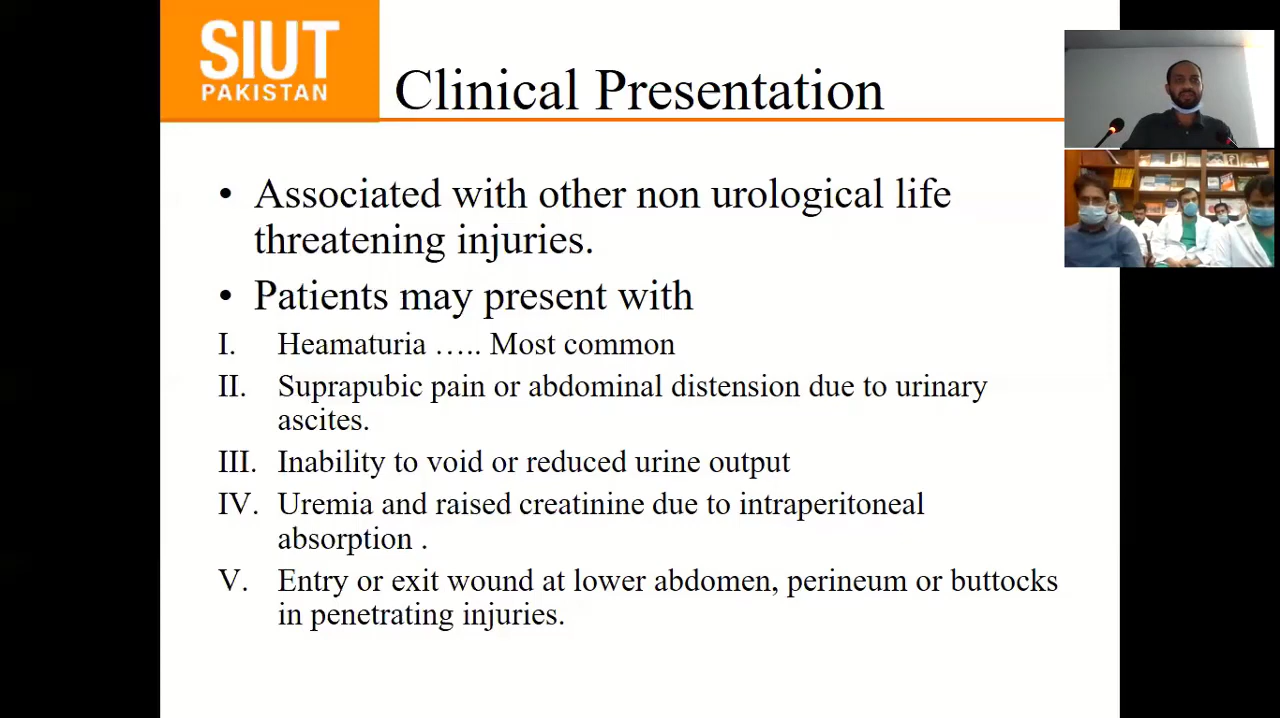 SIUT
PAKISTAN
Clinical Presentation
• Associated with other non urological life
threatening injuries.
• Patients may present with
I. Heamaturia ….. Most common
II. Suprapubic pain or abdominal distension due to urinary
ascites.
III. Inability to void or reduced urine output
IV. Uremia and raised creatinine due to intraperitoneal
absorption .
V. Entry or exit wound at lower abdomen, perineum or buttocks
in penetrating injuries.